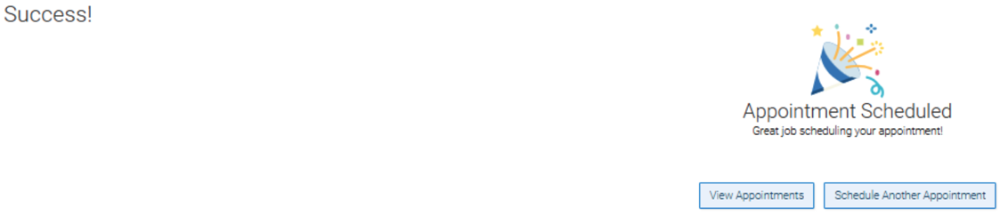 Success!
Appointment Scheduled
Great job scheduling your appointment!
View Appointments
Schedule Another Appointment